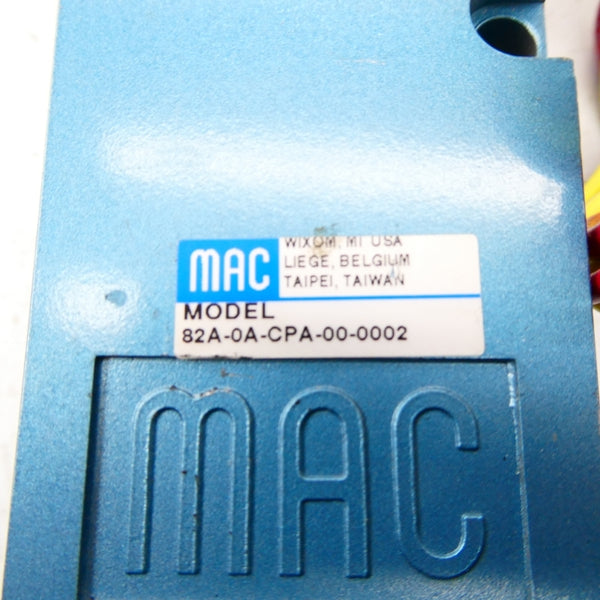 MAC
WIXOM, MI USA
LIEGE, BELGIUM
TAIPEI, TAIWAN
MODEL
82A-0A-CPA-00-0002
MAC